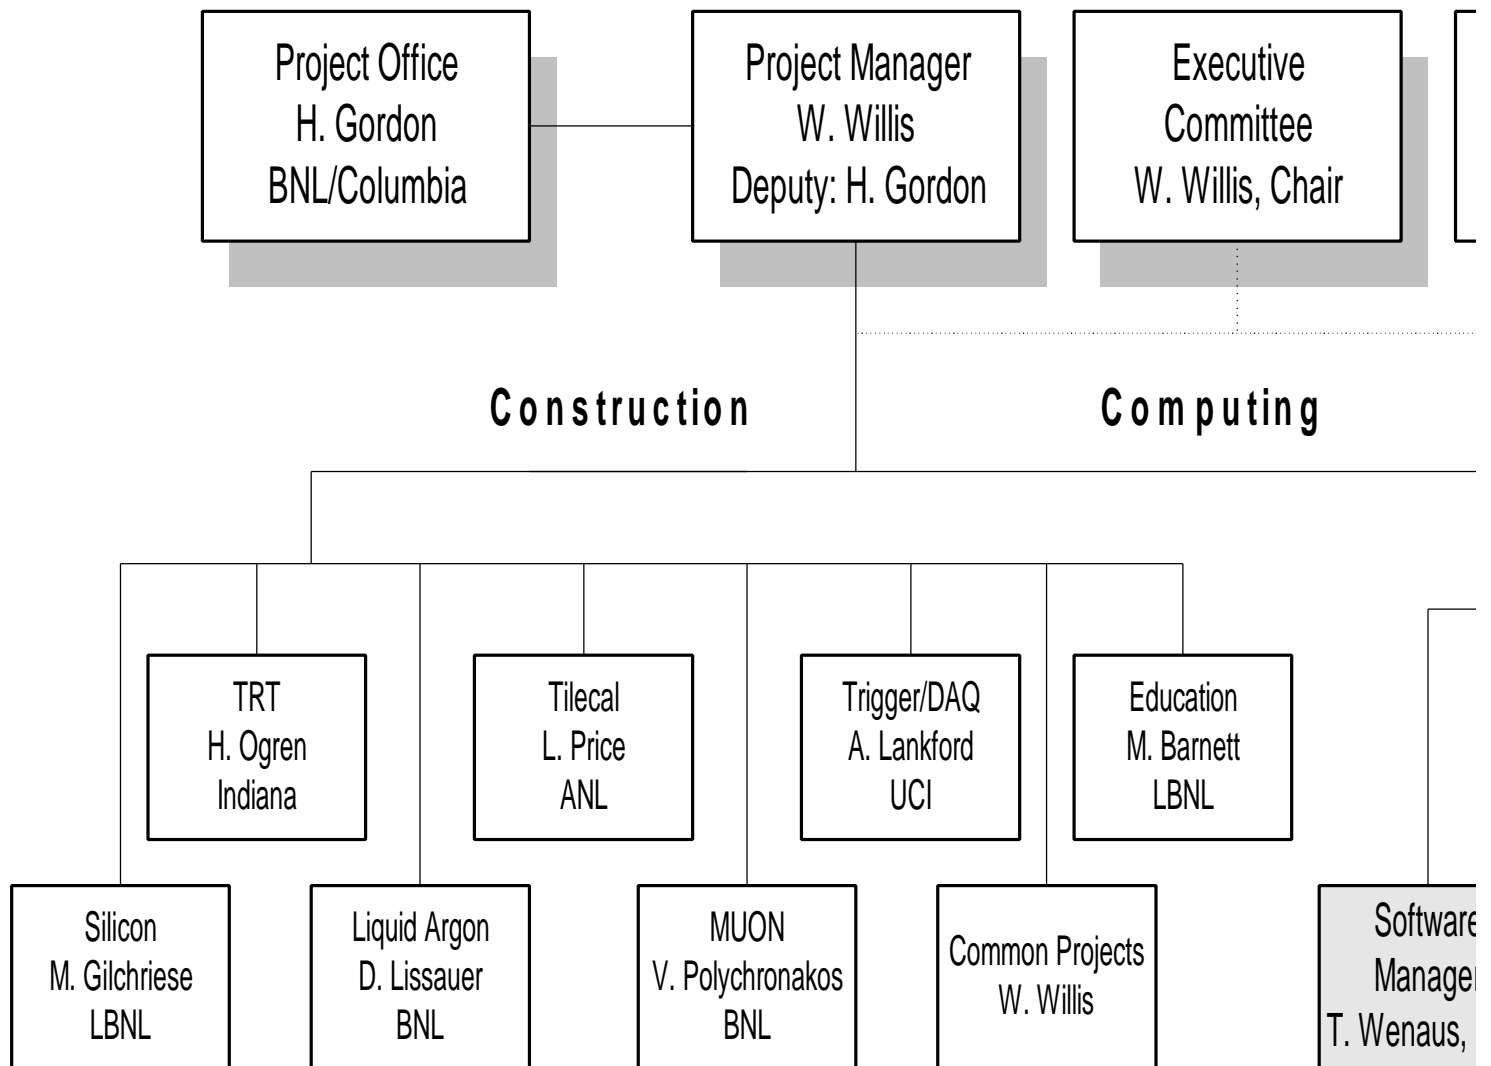 Project Office
H. Gordon
BNL/Columbia
Project Manager
W. Willis
Deputy: H. Gordon
Executive
Committee
W. Willis, Chair
Construction
Computing
TRT
H. Ogren
Indiana
Tilecal
L. Price
ANL
Trigger/DAQ
A. Lankford
UCI
Education
M. Barnett
LBNL
Silicon
M. Gilchriese
LBNL
Liquid Argon
D. Lissauer
BNL
MUON
V. Polychronakos
BNL
Common Projects
W. Willis
Software
Manager
T. Wenaus,